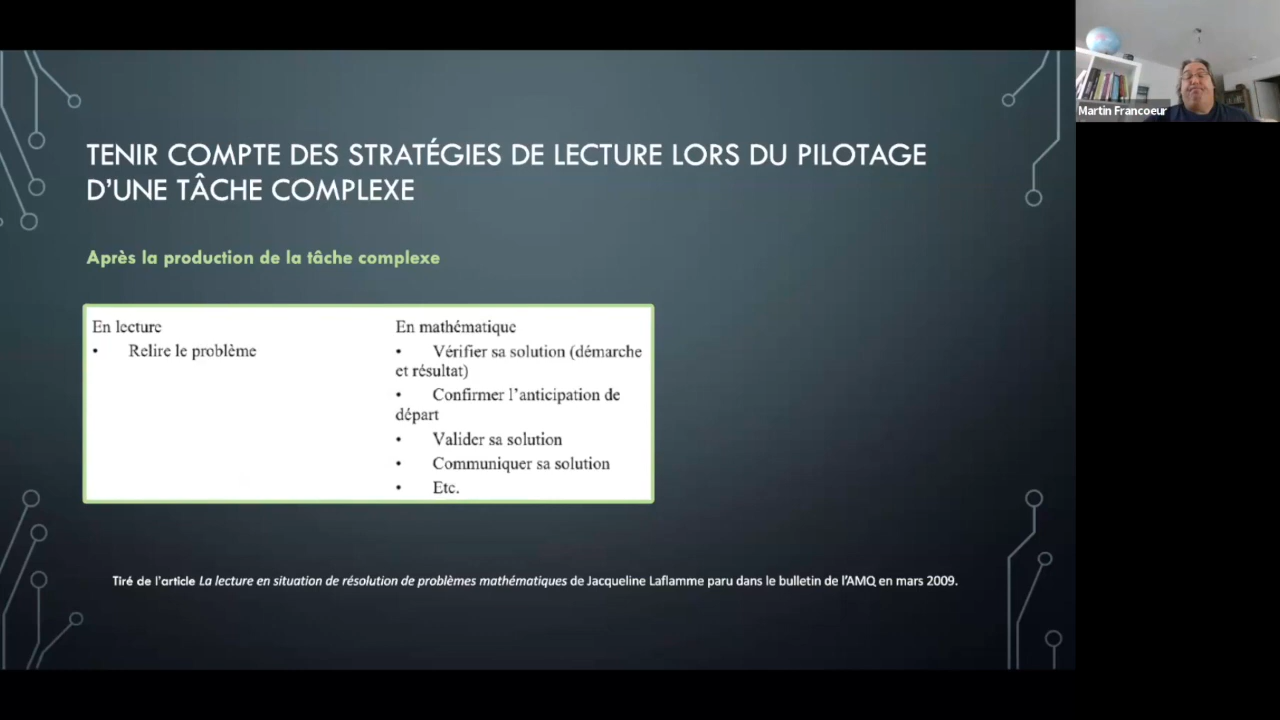 TENIR COMPTE DES STRATÉGIES DE LECTURE LORS DU PILOTAGE
D'UNE TÂCHE COMPLEXE
Après la production de la tâche complexe
En lecture
• Relire le problème
En mathématique
• Vérifier sa solution (démarche
et résultat)
• Confirmer l'anticipation de
départ
• Valider sa solution
• Communiquer sa solution
• Etc.
Tiré de l'article La lecture en situation de résolution de problèmes mathématiques de Jacqueline Laflamme paru dans le bulletin de l'AMQ en mars 2009.
Martin Francoeur